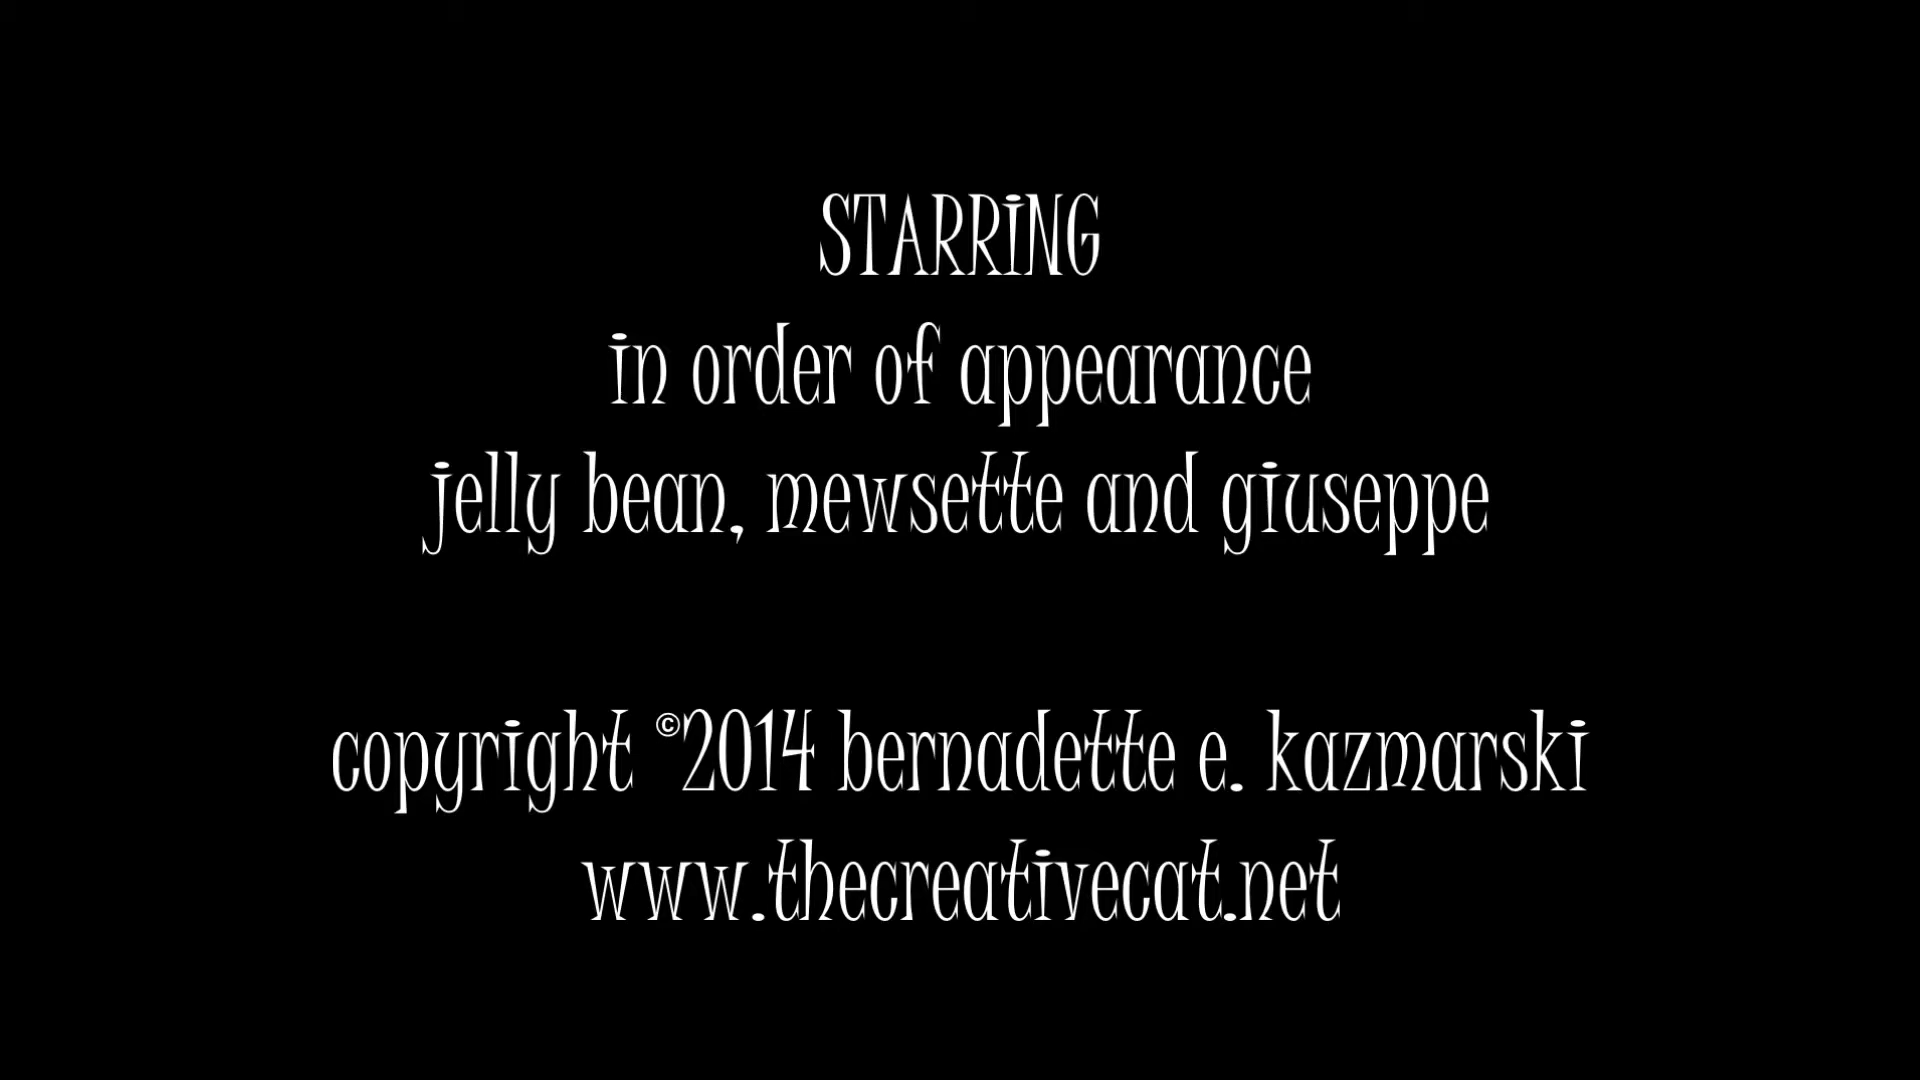 STARRiNG
in order of appearance
jelly bean, mewsette and giuseppe
copyright ©2014 bernadette e. kazmarski
www.thecreativecat.net